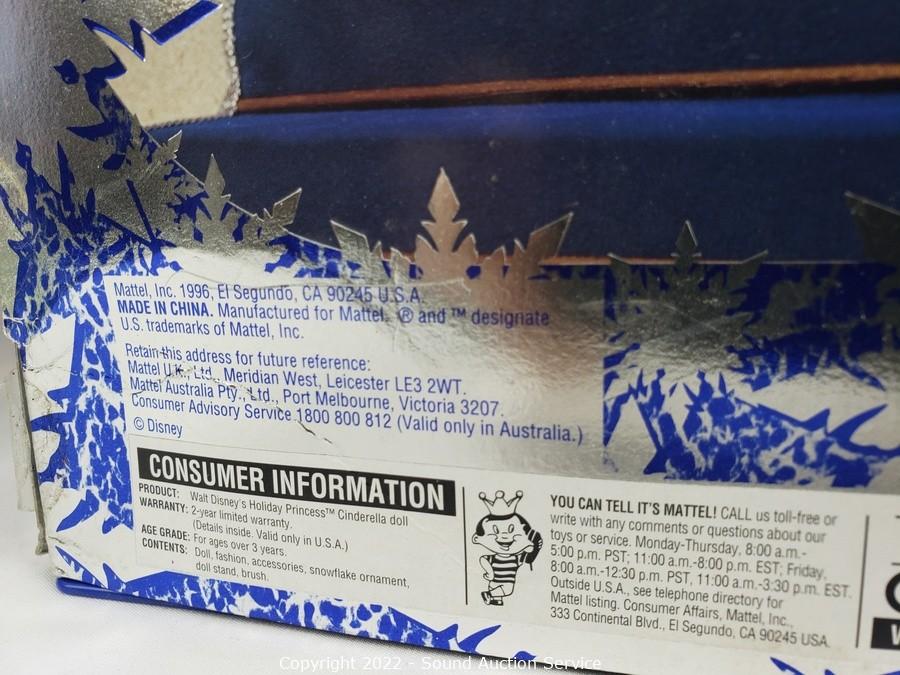 Mattel, Inc. 1996, El Segundo, CA 90245 U.S.A.
MADE IN CHINA. Manufactured for Mattel. ® and ™ designate
U.S. trademarks of Mattel, Inc.
Retain this address for future reference:
Mattel U.K. Ltd., Meridian West, Leicester LE3 2WT.
Mattel Australia Pty., Ltd., Port Melbourne, Victoria 3207.
Consumer Advisory Service 1800 800 812 (Valid only in Australia.)
© Disney
CONSUMER INFORMATION
PRODUCT: Walt Disney's Holiday Princess™ Cinderella doll
WARRANTY: 2-year limited warranty.
(Details inside. Valid only in U.S.A.)
AGE GRADE: For ages over 3 years.
CONTENTS: Doll, fashion, accessories, snowflake ornament,
doll stand, brush.
YOU CAN TELL IT'S MATTEL! CALL us toll-free or
write with any comments or questions about our
toys or service. Monday-Thursday, 8:00 a.m.-
5:00 p.m. PST; 11:00 a.m.-8:00 p.m. EST; Friday,
8:00 a.m.-12:30 p.m. PST, 11:00 a.m.-3:30 p.m. EST.
Outside U.S.A., see telephone directory for
Mattel listing. Consumer Affairs, Mattel, Inc.,
333 Continental Blvd., El Segundo, CA 90245 USA.
Copyright 2022 - Sound Auction Service